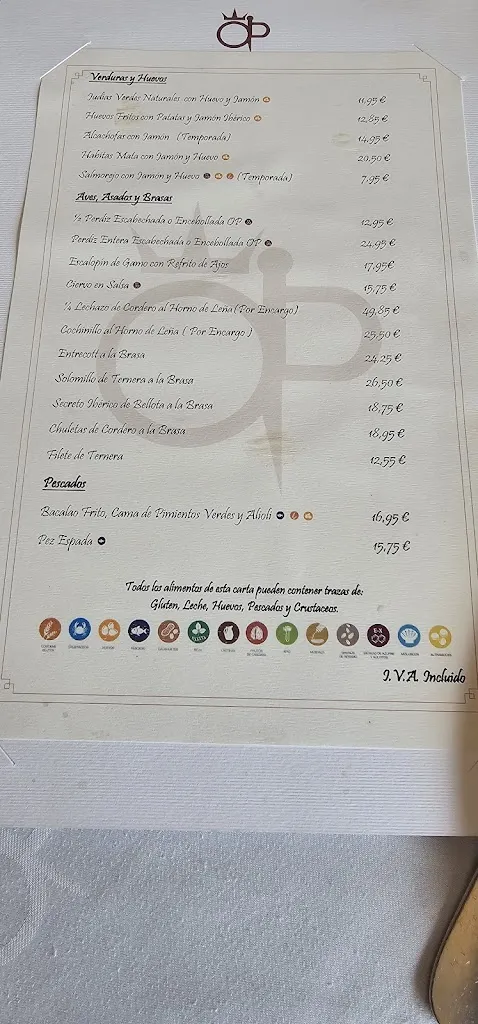 OP
Verduras y Huevos
Judias Verdes Naturales con Huevo y Jamón 11,95 €
Huevos Fritos con Patatas y Jamón Ibérico 12,85 €
Alcachofas con Jamón (Temporada) 14,95 €
Habitas Mata con Jamón y Huevo 20,50 €
Salmorejo con Jamón y Huevo (Temporada) 7,95 €
Aves, Asados y Brasas
½ Perdiz Escabechada o Encebollada OP 12,95 €
Perdiz Entera Escabechada o Encebollada OP 24,95 €
Escalopin de Gamo con Refrito de Ajos 17,95€
Ciervo en Salsa 15,75 €
¼ Lechazo de Cordero al Horno de Leña (Por Encargo) 49,85 €
Cochinillo al Horno de Leña ( Por Encargo ) 25,50 €
Entrecott a la Brasa 24,25 €
Solomillo de Ternera a la Brasa 26,50 €
Secreto Ibérico de Bellota a la Brasa 18,75 €
Chuletas de Cordero a la Brasa 18,95 €
Filete de Ternera 12,55 €
Pescados
Bacalao Frito, Cama de Pimientos Verdes y Alioli 16,95 €
Pez Espada 15,75 €
Todos los alimentos de esta carta pueden contener trazas de:
Gluten, Leche, Huevos, Pescados y Crustaceos.
I.V.A. Incluido